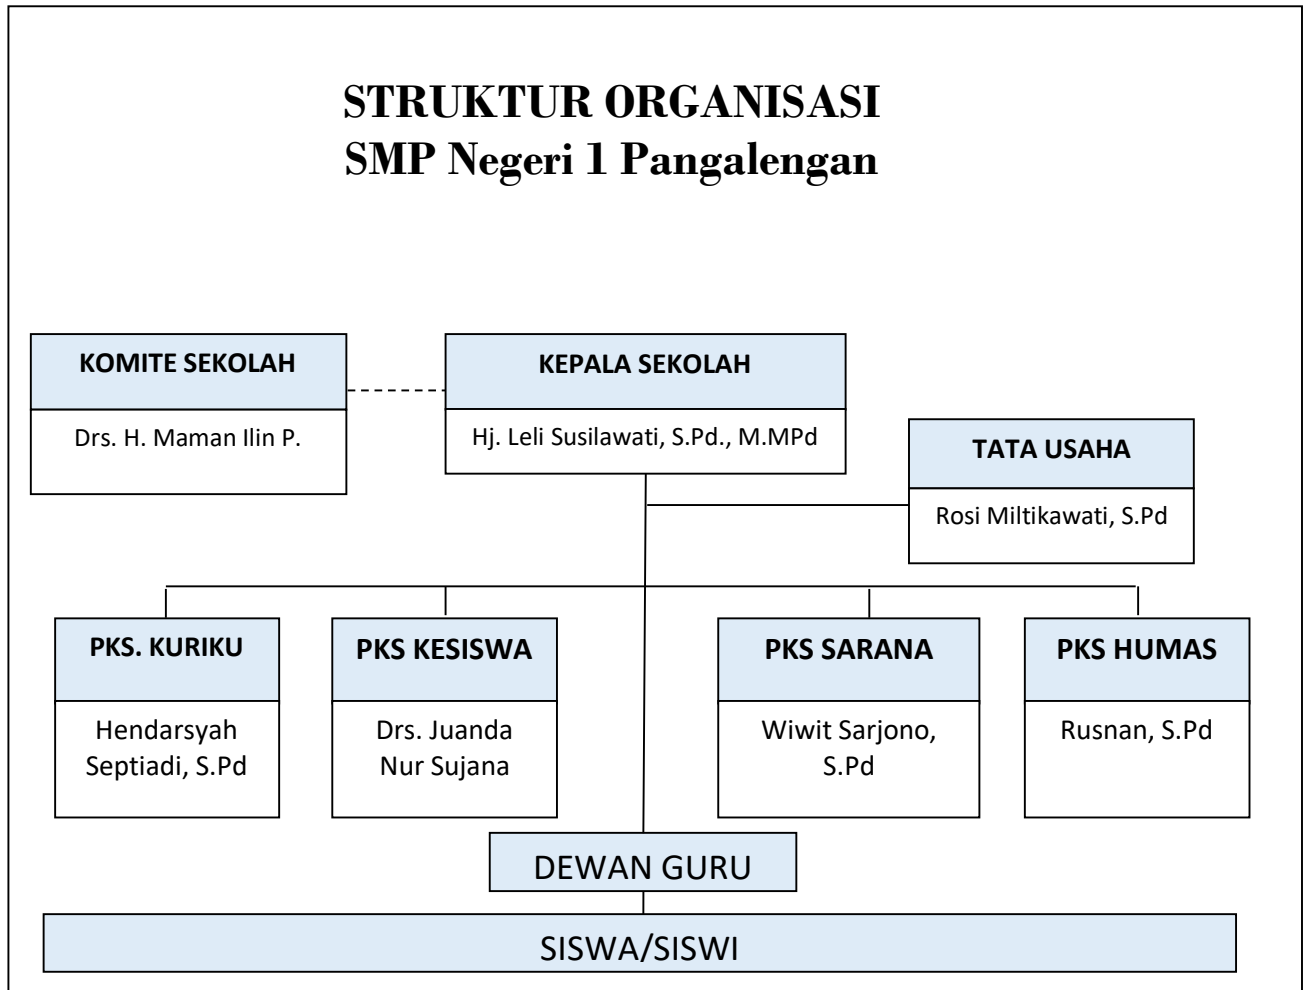 STRUKTUR ORGANISASI
SMP Negeri 1 Pangalengan
KOMITE SEKOLAH
Drs. H. Maman Ilin P.
KEPALA SEKOLAH
Hj. Leli Susilawati, S.Pd., M.MPd
TATA USAHA
Rosi Miltikawati, S.Pd
PKS. KURIKU
Hendarsyah
Septiadi, S.Pd
PKS KESISWA
Drs. Juanda
Nur Sujana
PKS SARANA
Wiwit Sarjono,
S.Pd
PKS HUMAS
Rusnan, S.Pd
DEWAN GURU
SISWA/SISWI